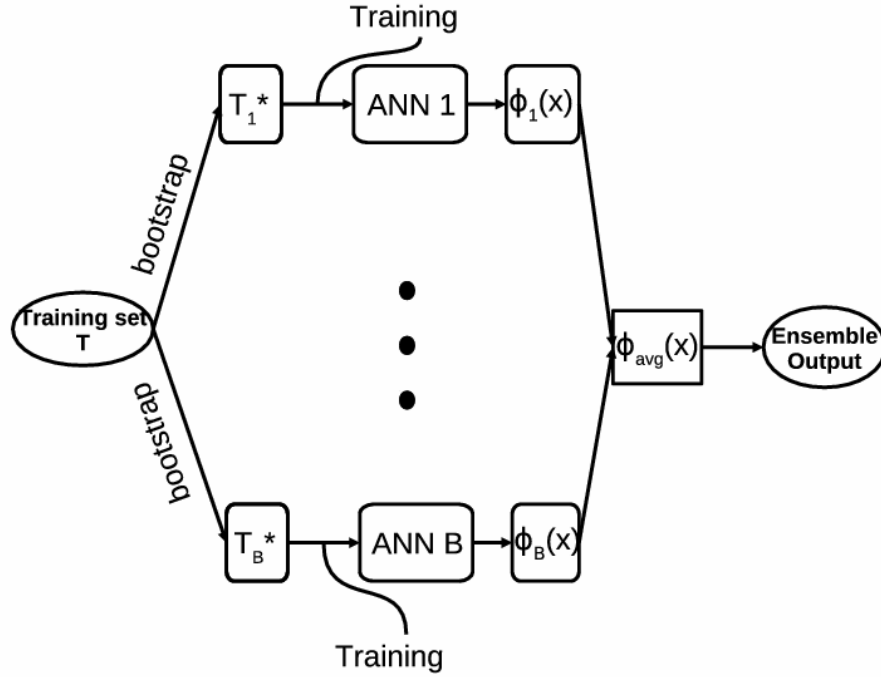 Training
T1*
ANN 1
ϕ1(x)
bootstrap
Training set
T
ϕavg(x)
Ensemble
Output
bootstrap
TB*
ANN B
ϕB(x)
Training